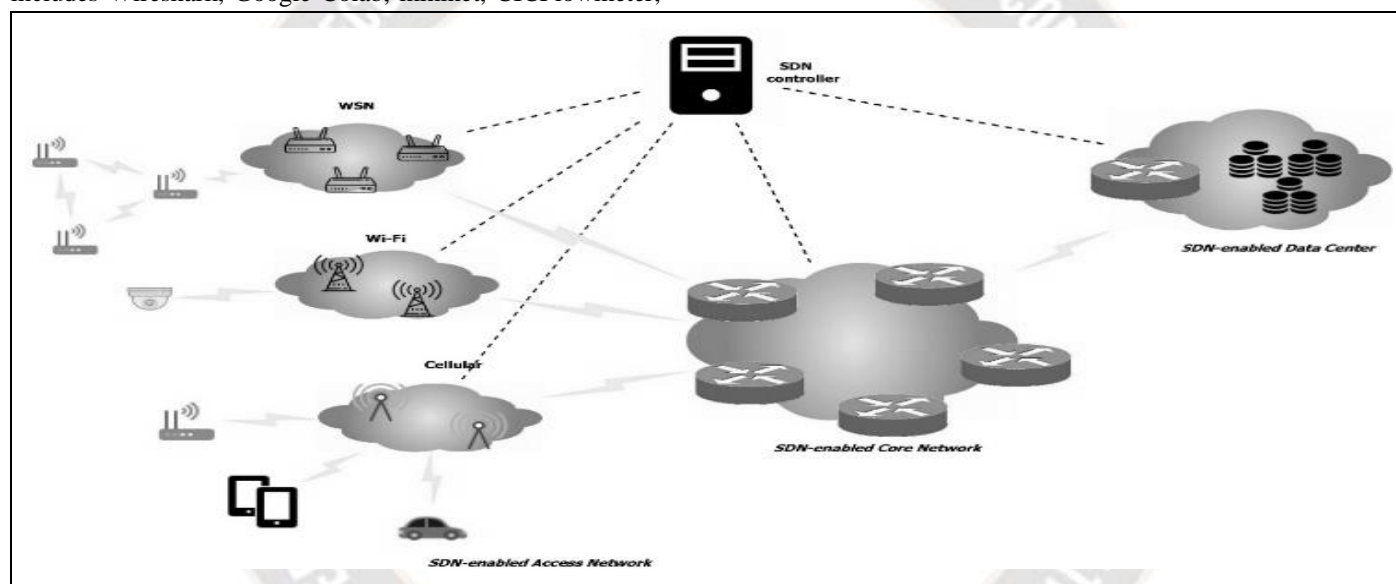 includes Wireshark, Google Colab, mininet, CICFlowmeter,
SDN
controller
WSN
Wi-Fi
Cellular
SDN-enabled Data Center
SDN-enabled Core Network
SDN-enabled Access Network